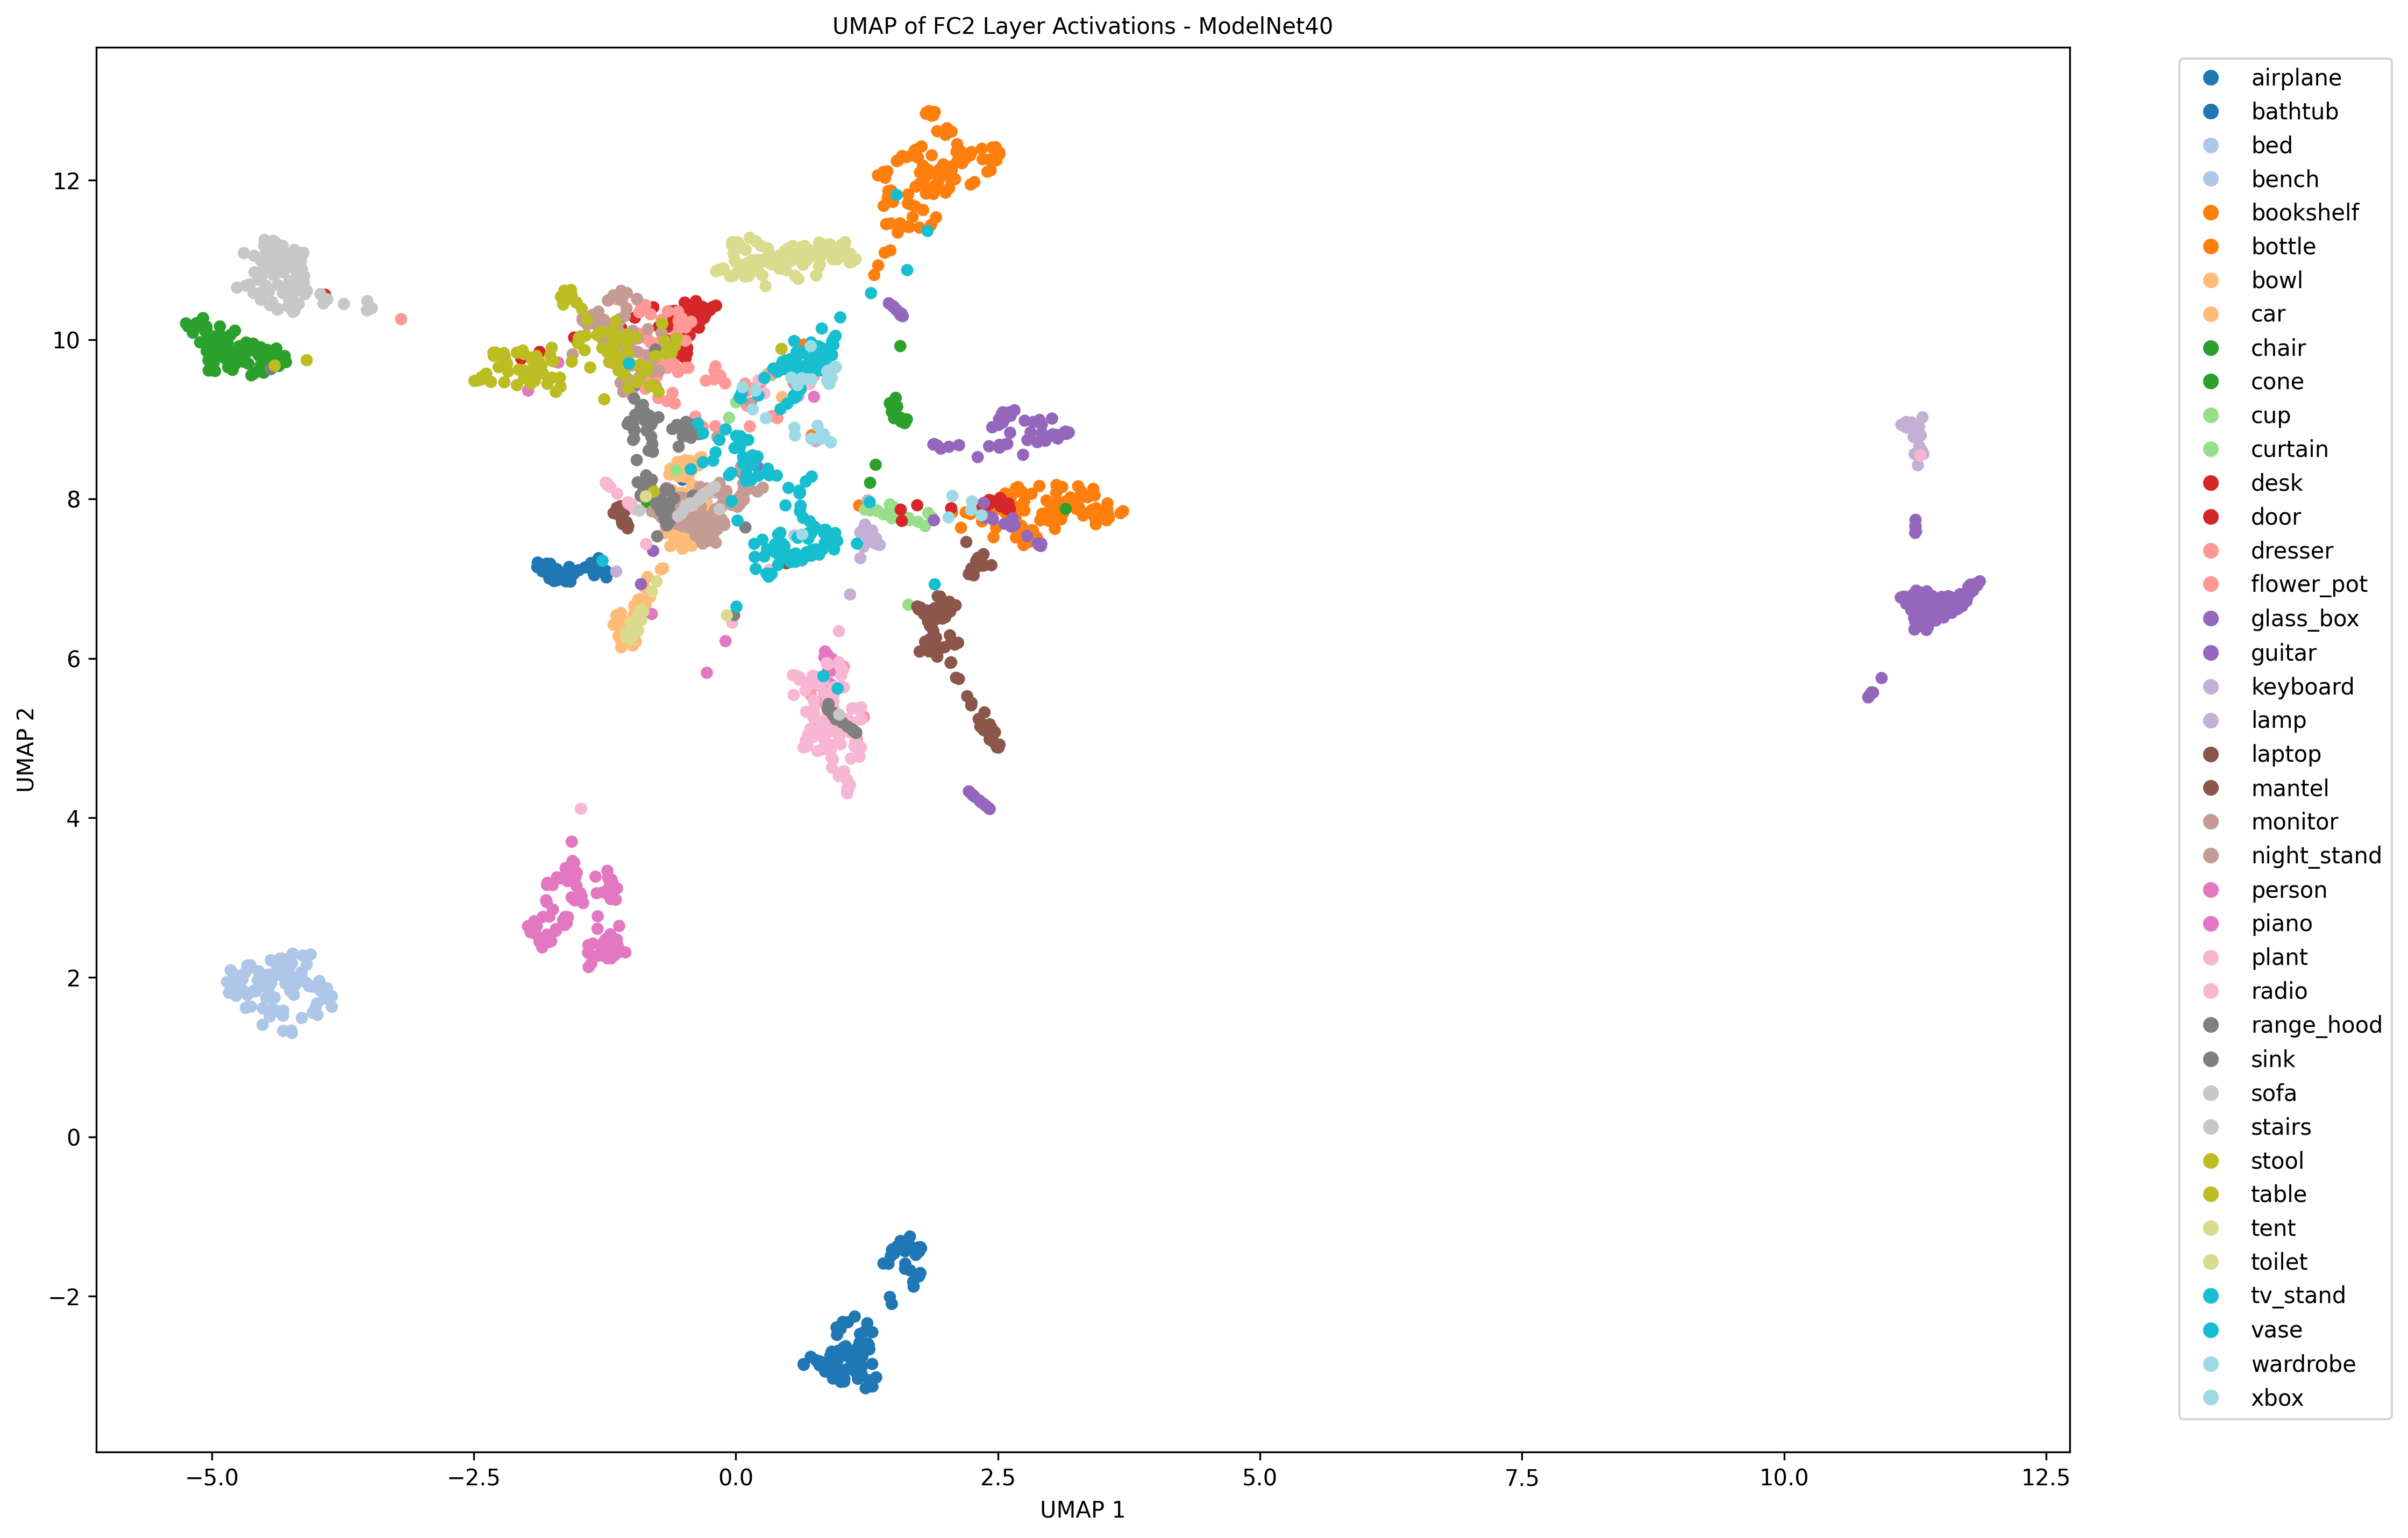 UMAP of FC2 Layer Activations - ModelNet40
12
10
8
6
4
2
0
−2
UMAP 2
−5.0
−2.5
0.0
2.5
5.0
7.5
10.0
12.5
UMAP 1
airplane
bathtub
bed
bench
bookshelf
bottle
bowl
car
chair
cone
cup
curtain
desk
door
dresser
flower_pot
glass_box
guitar
keyboard
lamp
laptop
mantel
monitor
night_stand
person
piano
plant
radio
range_hood
sink
sofa
stairs
stool
table
tent
toilet
tv_stand
vase
wardrobe
xbox